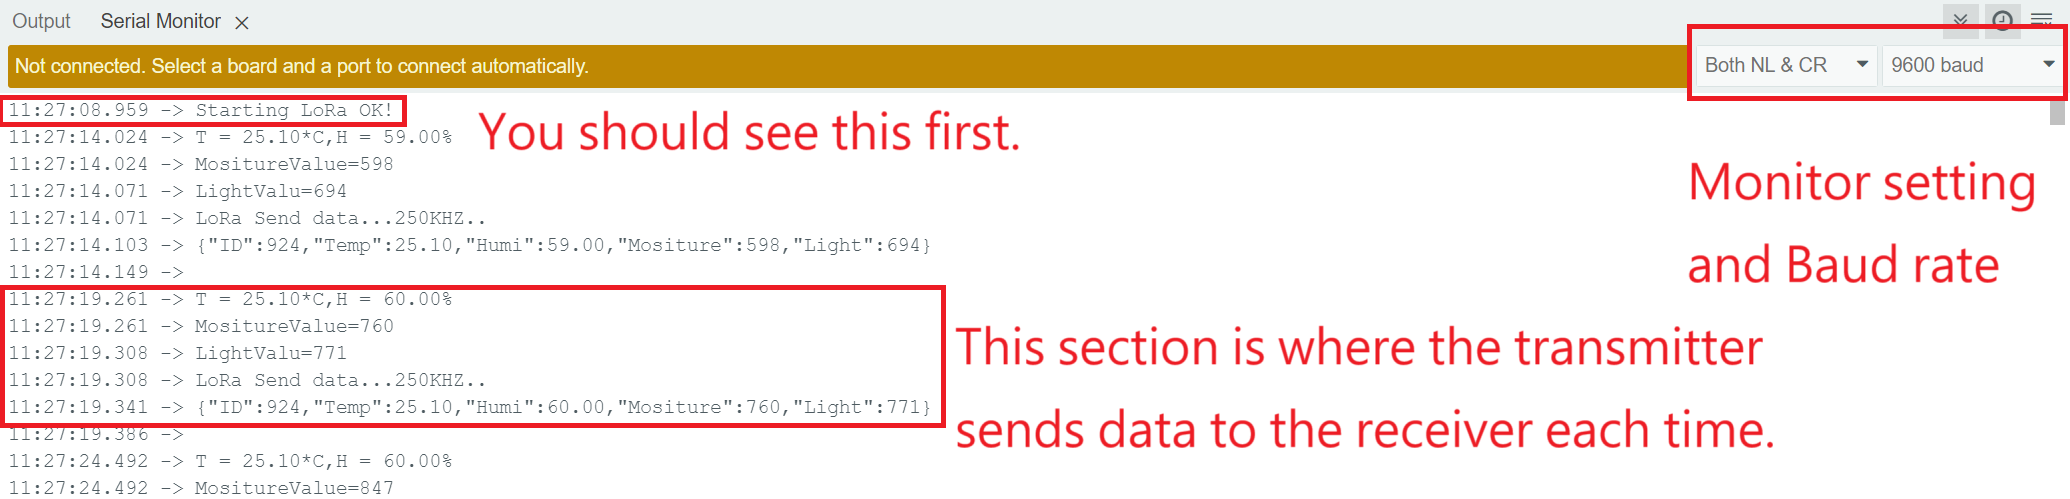 Output Serial Monitor
Not connected. Select a board and a port to connect automatically.
Both NL & CR 9600 baud
11:27:08.959 -> Starting LoRa OK!
11:27:14.024 -> T = 25.10*C,H = 59.00%
You should see this first.
11:27:14.024 -> MositureValue=598
11:27:14.071 -> LightValu=694
11:27:14.071 -> LoRa Send data...250KHZ..
11:27:14.103 -> {"ID":924,"Temp":25.10,"Humi":59.00,"Mositure":598,"Light":694}
11:27:14.149 ->
Monitor setting
and Baud rate
11:27:19.261 -> T = 25.10*C,H = 60.00%
11:27:19.261 -> MositureValue=760
11:27:19.308 -> LightValu=771
11:27:19.308 -> LoRa Send data...250KHZ..
11:27:19.341 -> {"ID":924,"Temp":25.10,"Humi":60.00,"Mositure":760,"Light":771}
This section is where the transmitter
sends data to the receiver each time.
11:27:19.386 ->
11:27:24.492 -> T = 25.10*C,H = 60.00%
11:27:24.492 -> MositureValue=847